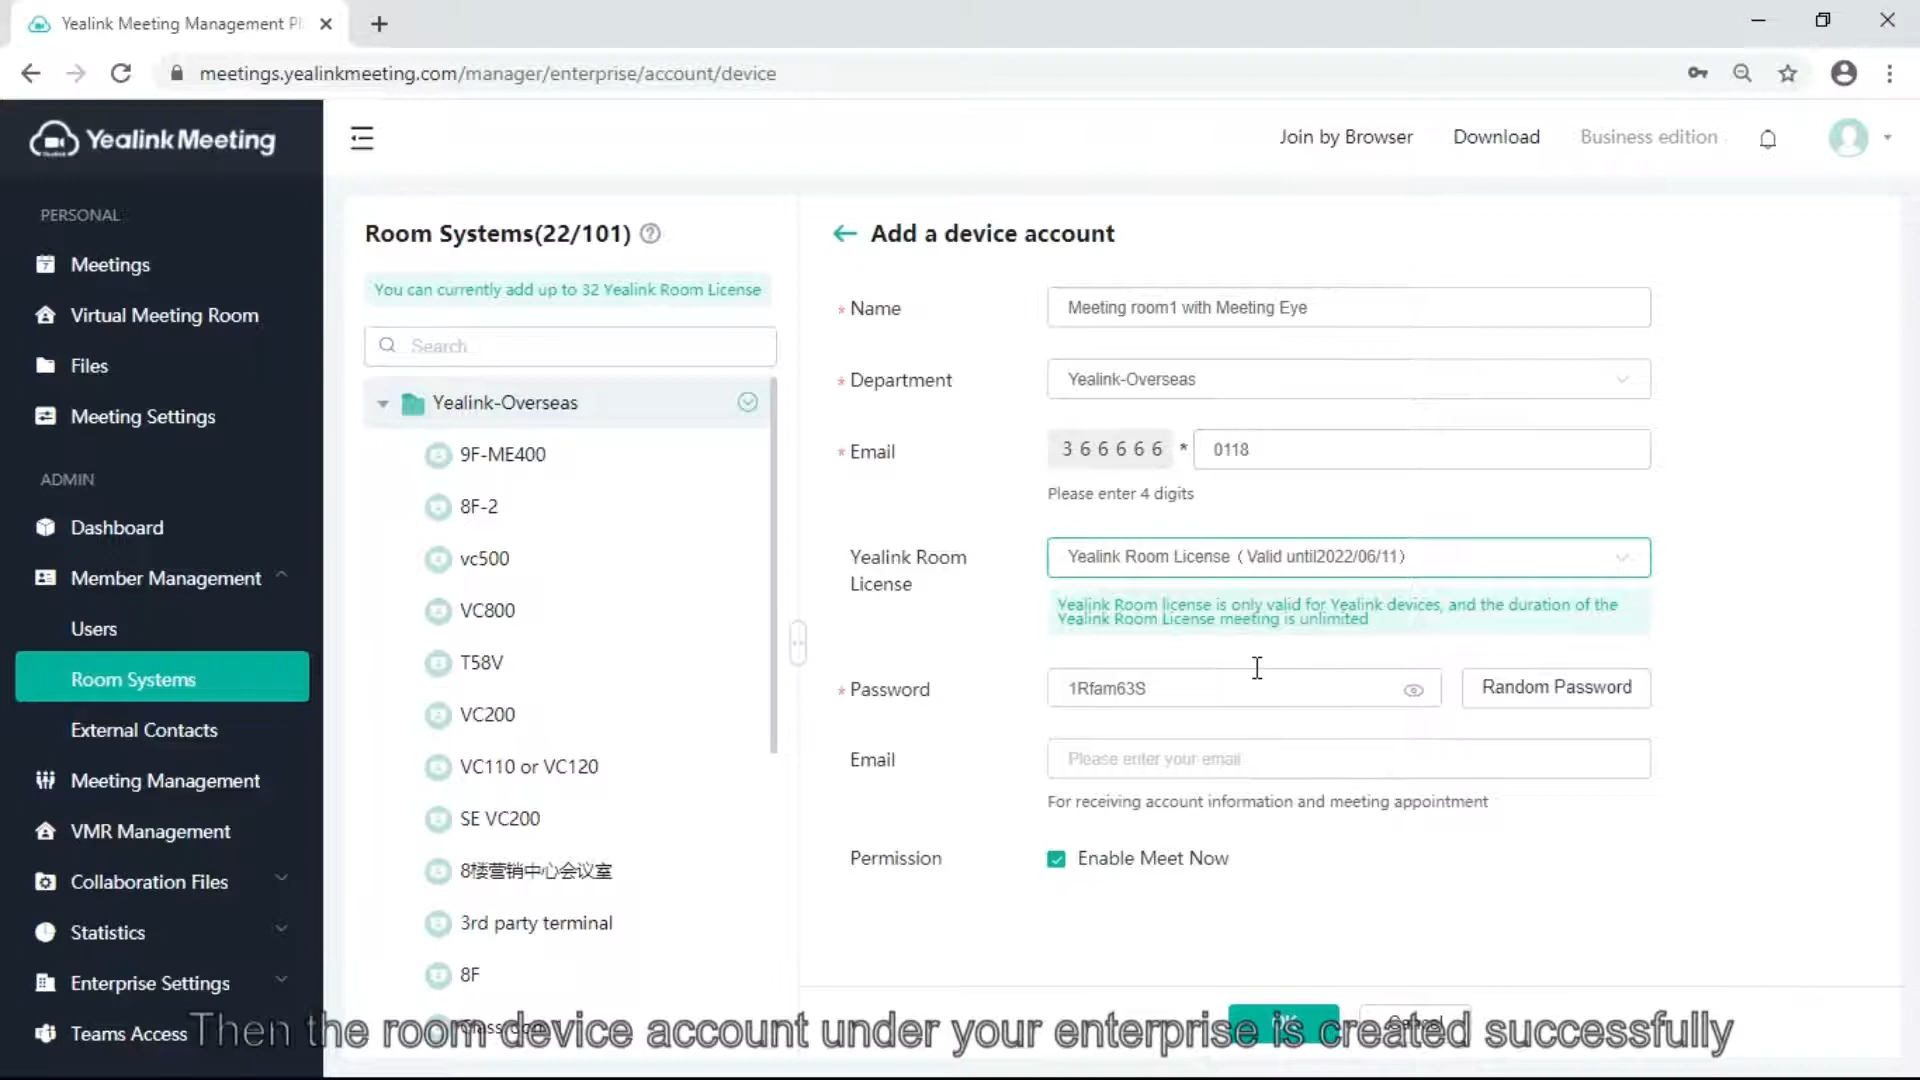 Yealink Meeting Management Pl
meetings.yealinkmeeting.com/manager/enterprise/account/device
Yealink Meeting
Join by Browser
Download
Business edition
PERSONAL
Meetings
Virtual Meeting Room
Files
Meeting Settings
ADMIN
Dashboard
Member Management
Users
Room Systems
External Contacts
Meeting Management
VMR Management
Collaboration Files
Statistics
Enterprise Settings
Teams Access
Room Systems(22/101)
You can currently add up to 32 Yealink Room License
Search
Yealink-Overseas
9F-ME400
8F-2
vc500
VC800
T58V
VC200
VC110 or VC120
SE VC200
8楼营销中心会议室
3rd party terminal
8F
Add a device account
* Name
Meeting room1 with Meeting Eye
* Department
Yealink-Overseas
* Email
366666 * 0118
Please enter 4 digits
Yealink Room
License
Yealink Room License（Valid until2022/06/11）
Yealink Room license is only valid for Yealink devices, and the duration of the
Yealink Room License meeting is unlimited
* Password
1Rfam63S
Random Password
Email
Please enter your email
For receiving account information and meeting appointment
Permission
Enable Meet Now
Cancel
Then the room device account under your enterprise is created successfully